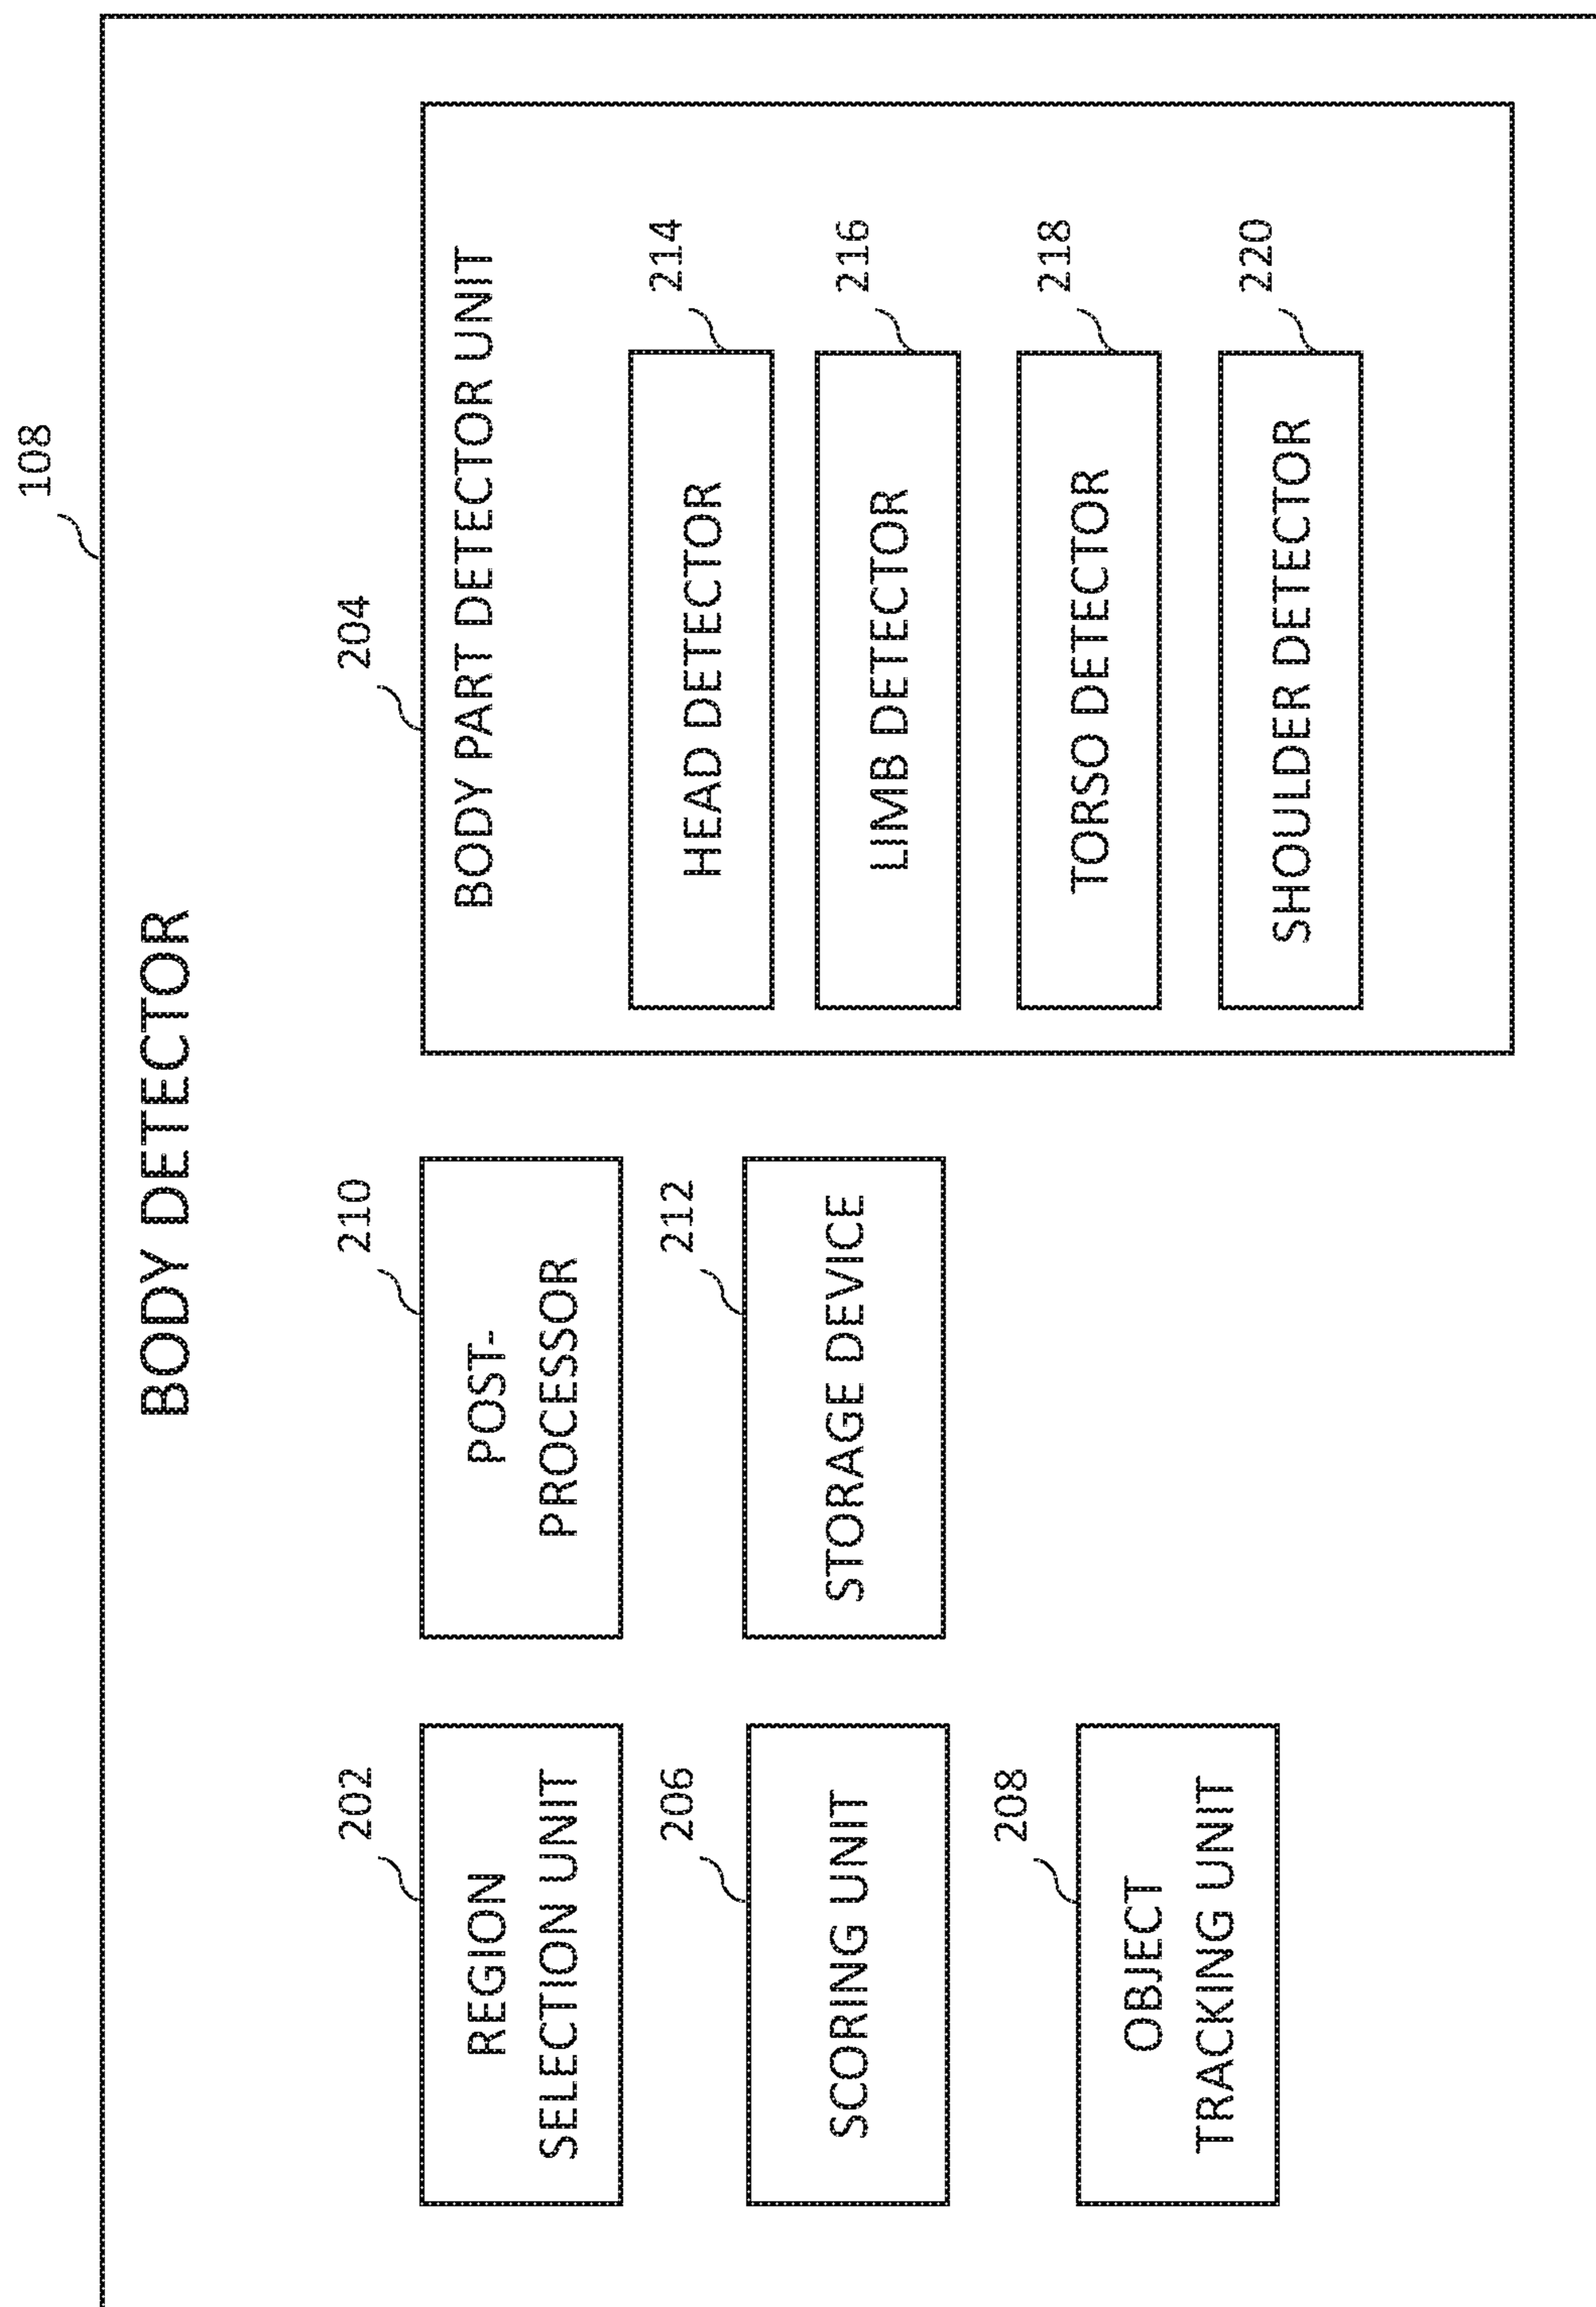 108
BODY DETECTOR
202
REGION
SELECTION UNIT
206
SCORING UNIT
208
OBJECT
TRACKING UNIT
210
POST-
PROCESSOR
212
STORAGE DEVICE
204
BODY PART DETECTOR UNIT
214
HEAD DETECTOR
216
LIMB DETECTOR
218
TORSO DETECTOR
220
SHOULDER DETECTOR